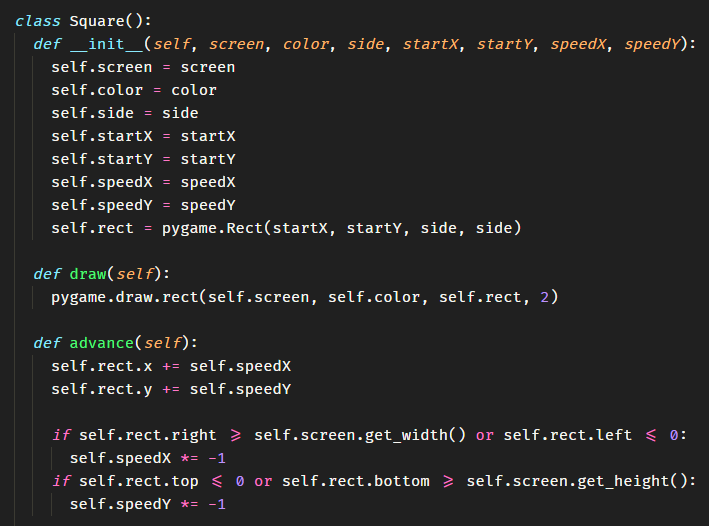 class Square():
  def __init__(self, screen, color, side, startX, startY, speedX, speedY):
    self.screen = screen
    self.color = color
    self.side = side
    self.startX = startX
    self.startY = startY
    self.speedX = speedX
    self.speedY = speedY
    self.rect = pygame.Rect(startX, startY, side, side)

  def draw(self):
    pygame.draw.rect(self.screen, self.color, self.rect, 2)

  def advance(self):
    self.rect.x += self.speedX
    self.rect.y += self.speedY

    if self.rect.right >= self.screen.get_width() or self.rect.left <= 0:
      self.speedX *= -1
    if self.rect.top <= 0 or self.rect.bottom >= self.screen.get_height():
      self.speedY *= -1